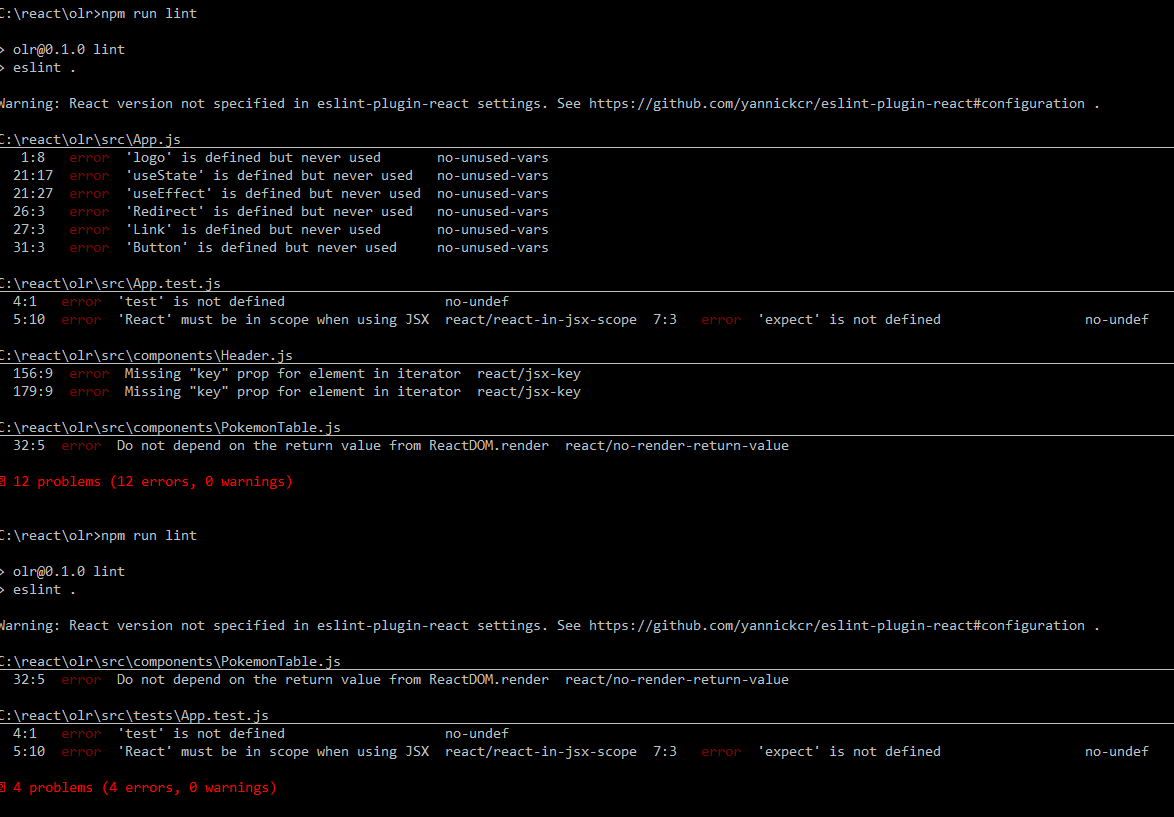 C:\react\olr>npm run lint
> olr@0.1.0 lint
> eslint .
Warning: React version not specified in eslint-plugin-react settings. See https://github.com/yannickcr/eslint-plugin-react#configuration .
C:\react\olr\src\App.js
1:8 error 'logo' is defined but never used no-unused-vars
21:17 error 'useState' is defined but never used no-unused-vars
21:27 error 'useEffect' is defined but never used no-unused-vars
26:3 error 'Redirect' is defined but never used no-unused-vars
27:3 error 'Link' is defined but never used no-unused-vars
31:3 error 'Button' is defined but never used no-unused-vars
C:\react\olr\src\App.test.js
4:1 error 'test' is not defined no-undef
5:10 error 'React' must be in scope when using JSX react/react-in-jsx-scope 7:3 error 'expect' is not defined no-undef
C:\react\olr\src\components\Header.js
156:9 error Missing "key" prop for element in iterator react/jsx-key
179:9 error Missing "key" prop for element in iterator react/jsx-key
C:\react\olr\src\components\PokemonTable.js
32:5 error Do not depend on the return value from ReactDOM.render react/no-render-return-value
12 problems (12 errors, 0 warnings)
C:\react\olr>npm run lint
> olr@0.1.0 lint
> eslint .
Warning: React version not specified in eslint-plugin-react settings. See https://github.com/yannickcr/eslint-plugin-react#configuration .
C:\react\olr\src\components\PokemonTable.js
32:5 error Do not depend on the return value from ReactDOM.render react/no-render-return-value
C:\react\olr\src\tests\App.test.js
4:1 error 'test' is not defined no-undef
5:10 error 'React' must be in scope when using JSX react/react-in-jsx-scope 7:3 error 'expect' is not defined no-undef
4 problems (4 errors, 0 warnings)